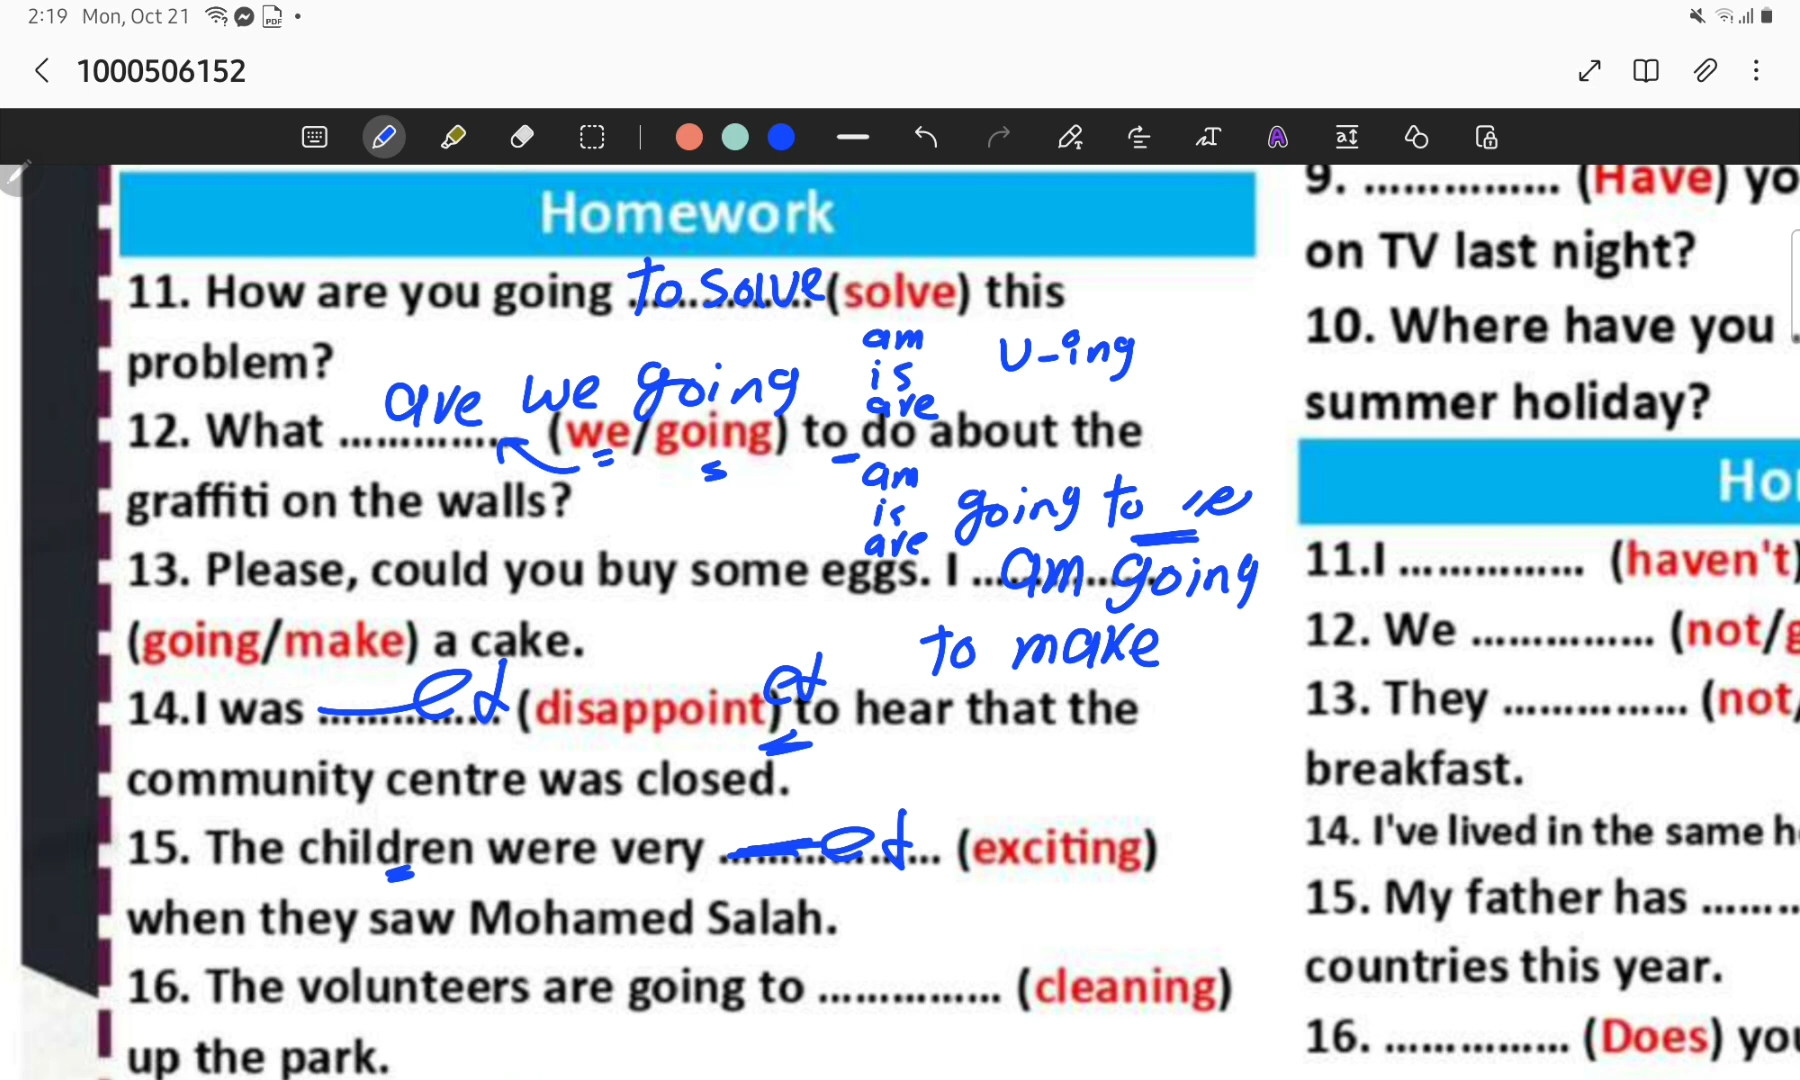 2:19 Mon, Oct 21
1000506152
Homework
11. How are you going to solve (solve) this
problem?
am
is
are
v-ing
are we going
12. What ............... (we/going) to do about the
graffiti on the walls?
am
is
are
going to
13. Please, could you buy some eggs. I am going
to make
(going/make) a cake.
14.I was ...............ed (disappoint) ed to hear that the
community centre was closed.
15. The children were very ...............ed (exciting)
when they saw Mohamed Salah.
16. The volunteers are going to ............... (cleaning)
up the park.
9. ............... (Have) yo
on TV last night?
10. Where have you .
summer holiday?
Ho
11.I ............... (haven't)
12. We ............... (not/g
13. They ............... (not/
breakfast.
14. I've lived in the same h
15. My father has .......
countries this year.
16. ............... (Does) you